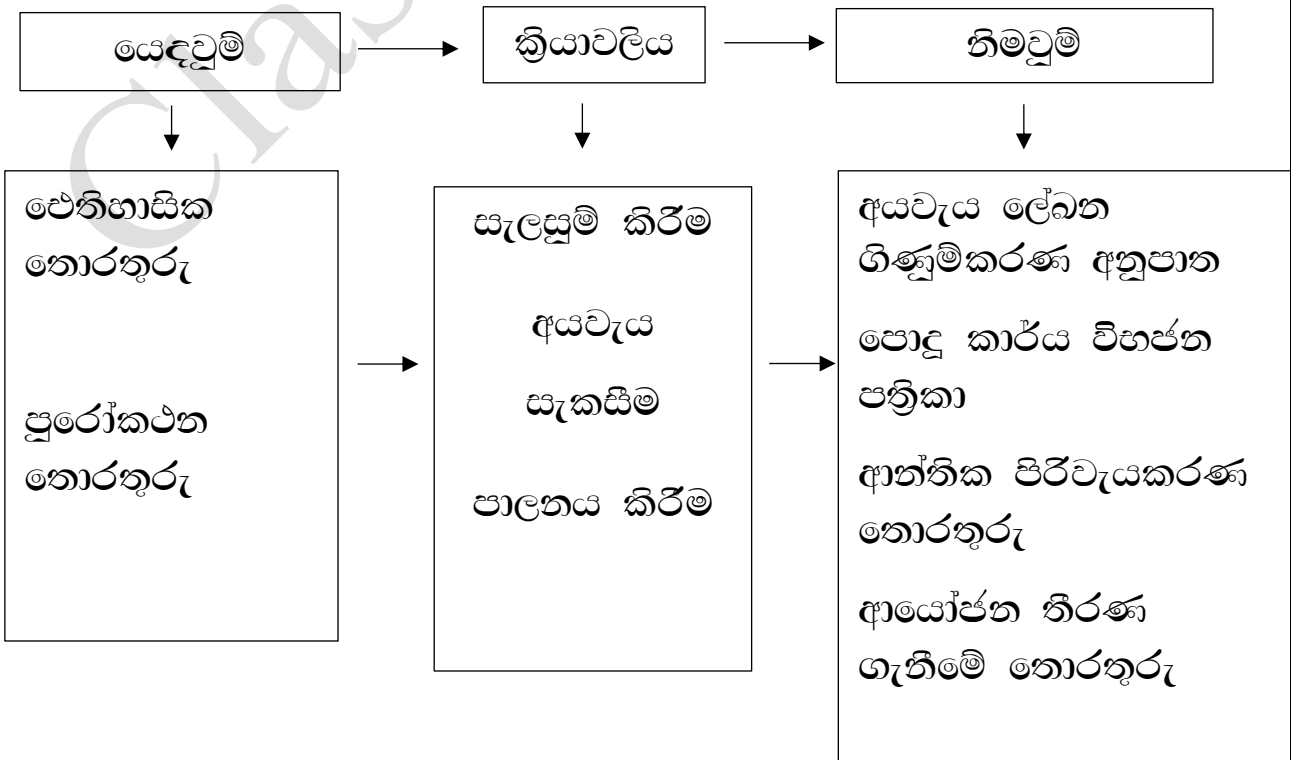 යෙදවුම්
ක්‍රියාවලිය
නිමවුම්
ඓතිහාසික
තොරතුරු
පුරෝකථන
තොරතුරු
සැලසුම් කිරීම
අයවැය
සැකසීම
පාලනය කිරීම
අයවැය ලේඛන
ගිණුම්කරණ අනුපාත
පොදු කාර්ය විභජන
පත්‍රිකා
ආන්තික පිරිවැයකරණ
තොරතුරු
ආයෝජන තීරණ
ගැනීමේ තොරතුරු
Clas